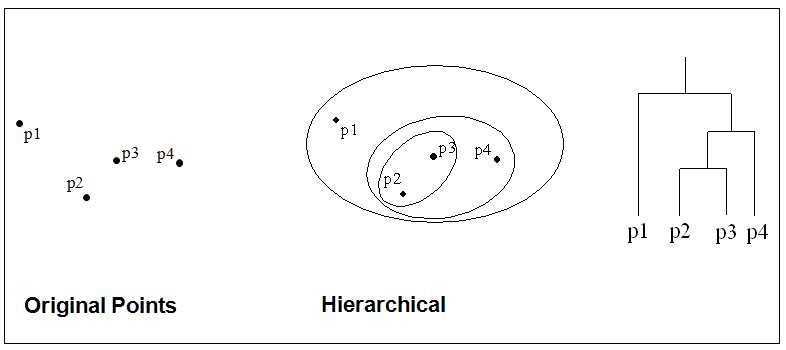 p1
p3 p4
p2
p1
p3
p4
p2
p1 p2 p3 p4
Original Points
Hierarchical